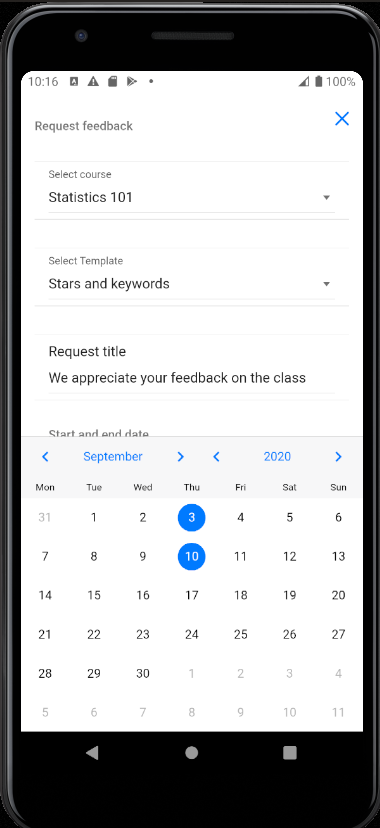 10:16 100%
Request feedback
Select course
Statistics 101
Select Template
Stars and keywords
Request title
We appreciate your feedback on the class
Start and end date
September 2020
Mon Tue Wed Thu Fri Sat Sun
31 1 2 3 4 5 6
7 8 9 10 11 12 13
14 15 16 17 18 19 20
21 22 23 24 25 26 27
28 29 30 1 2 3 4
5 6 7 8 9 10 11